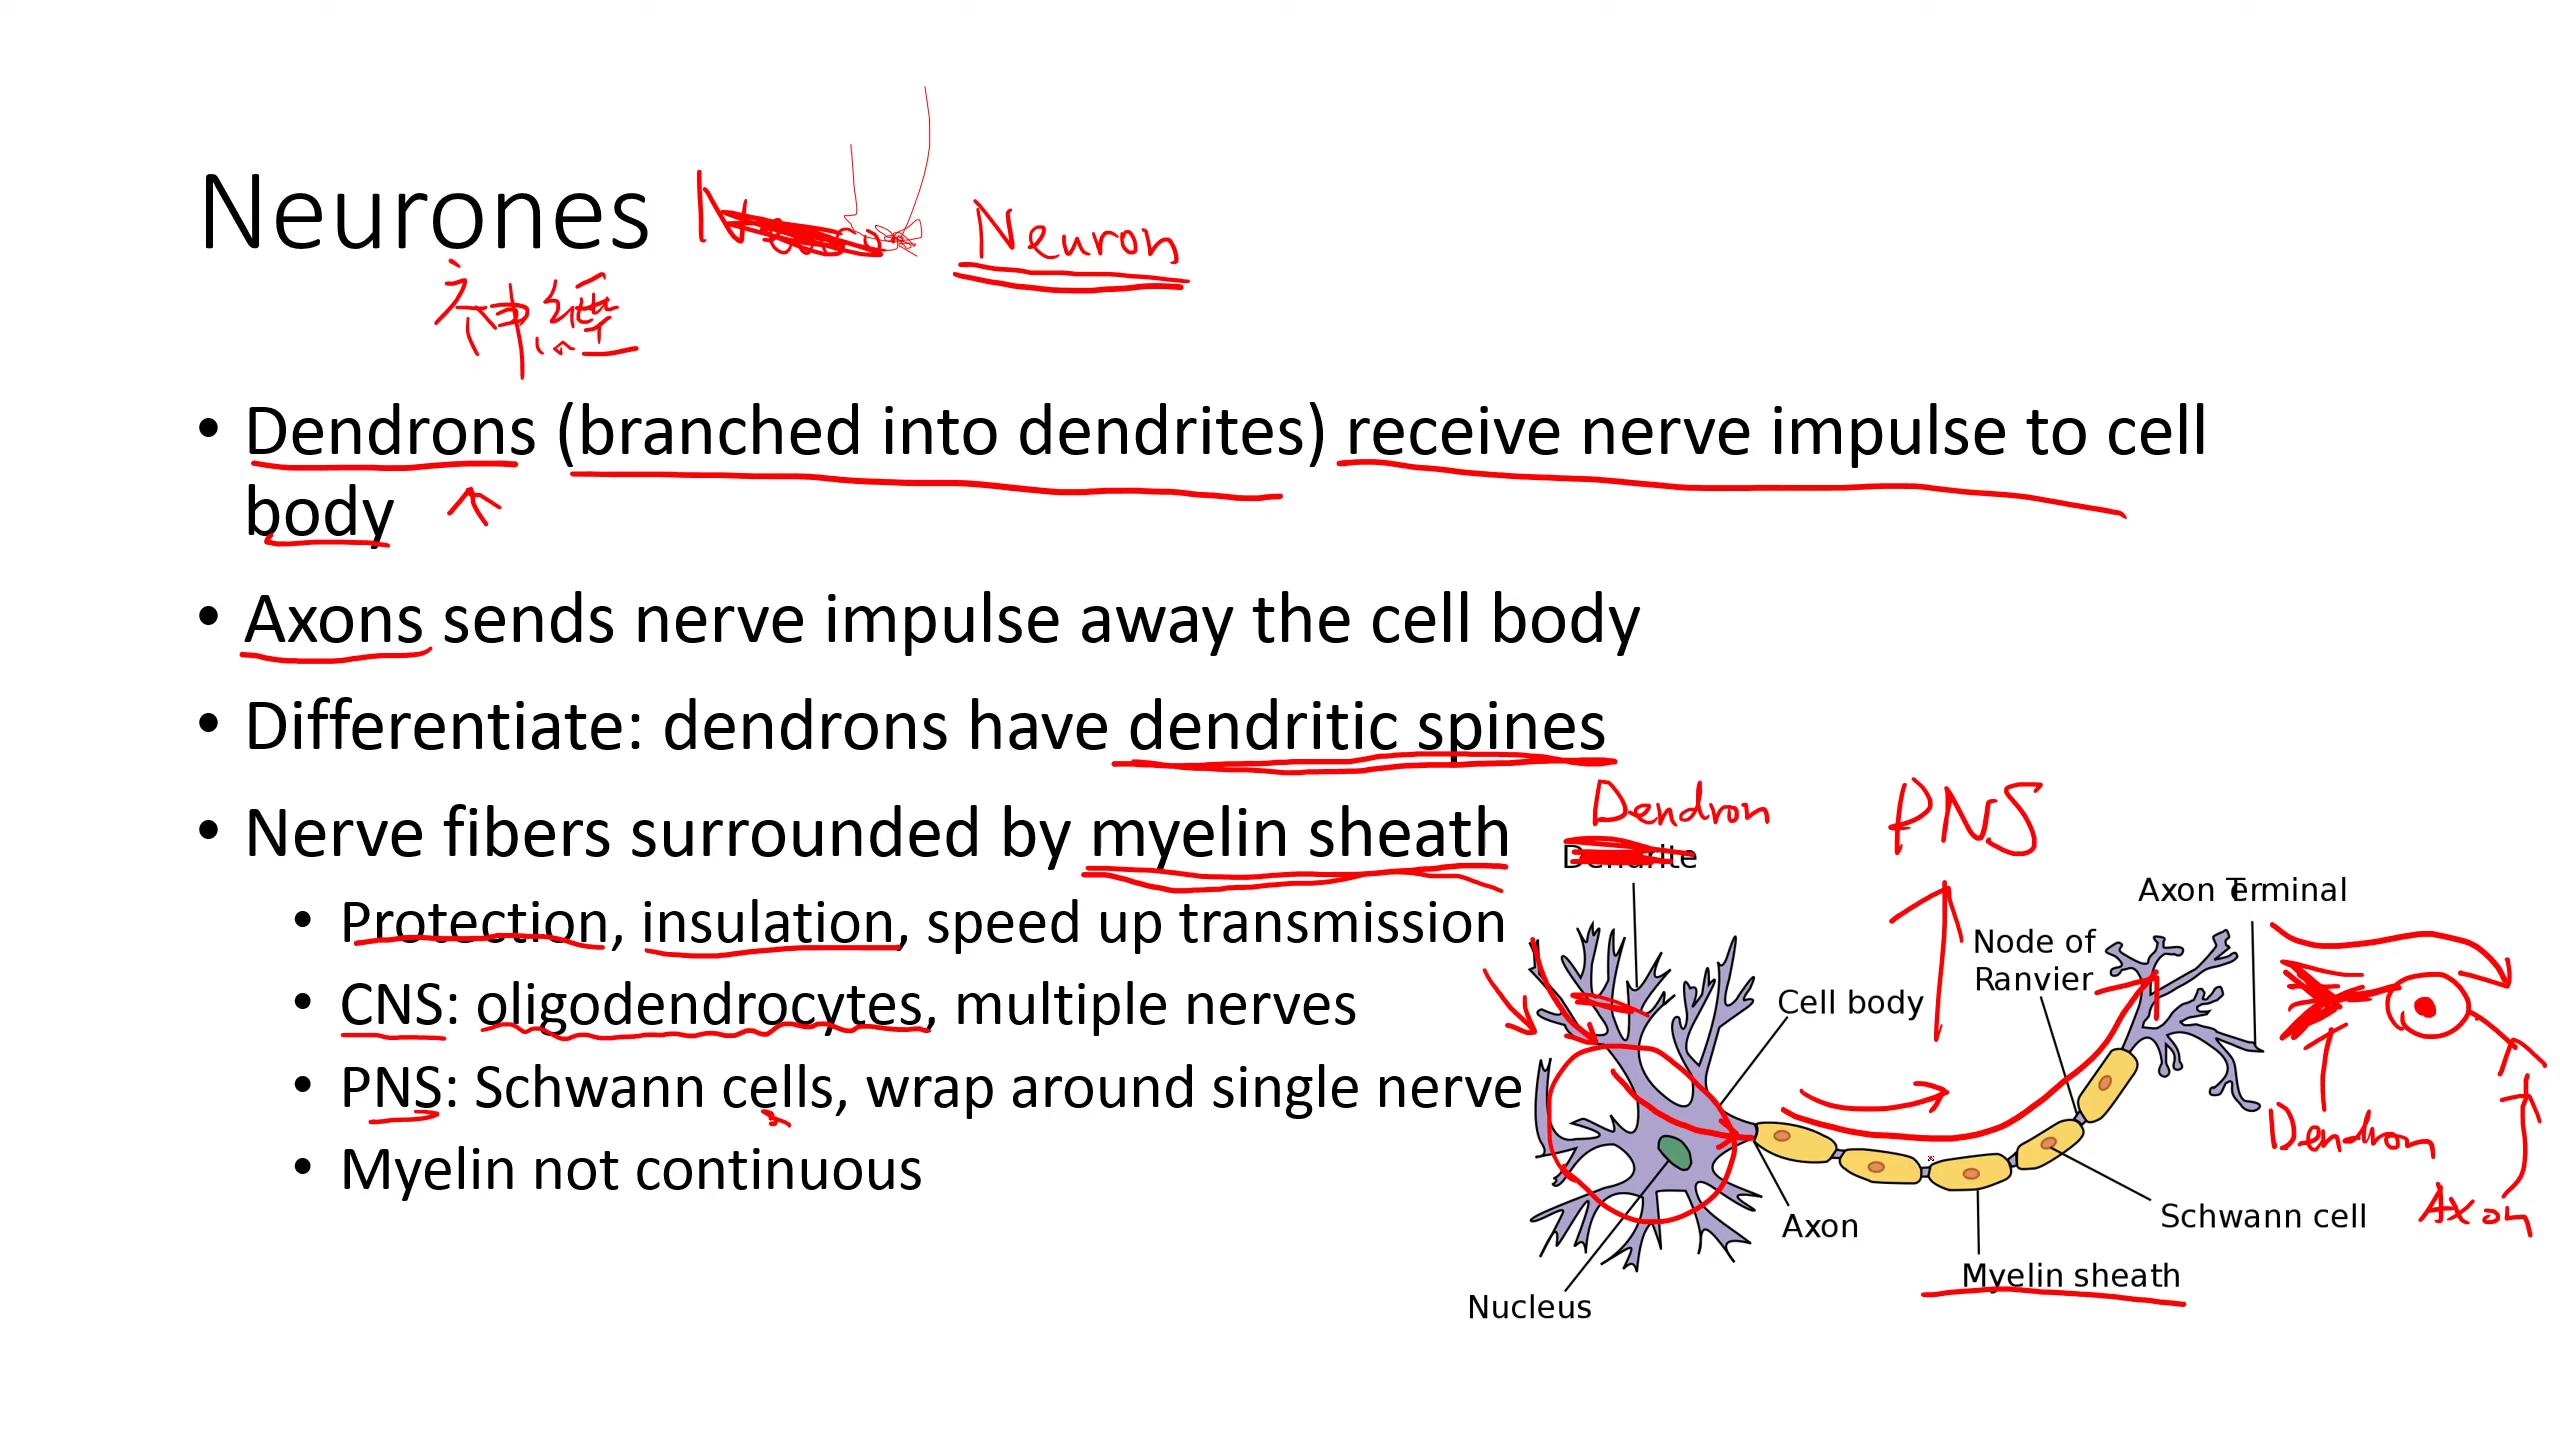 Neurones
Neuron
神經
• Dendrons (branched into dendrites) receive nerve impulse to cell
body
• Axons sends nerve impulse away the cell body
• Differentiate: dendrons have dendritic spines
• Nerve fibers surrounded by myelin sheath
• Protection, insulation, speed up transmission
• CNS: oligodendrocytes, multiple nerves
• PNS: Schwann cells, wrap around single nerve
• Myelin not continuous
Dendron
PNS
Dendrite
Axon Terminal
Node of
Ranvier
Cell body
Dendron
Axon
Schwann cell
Axon
Myelin sheath
Nucleus